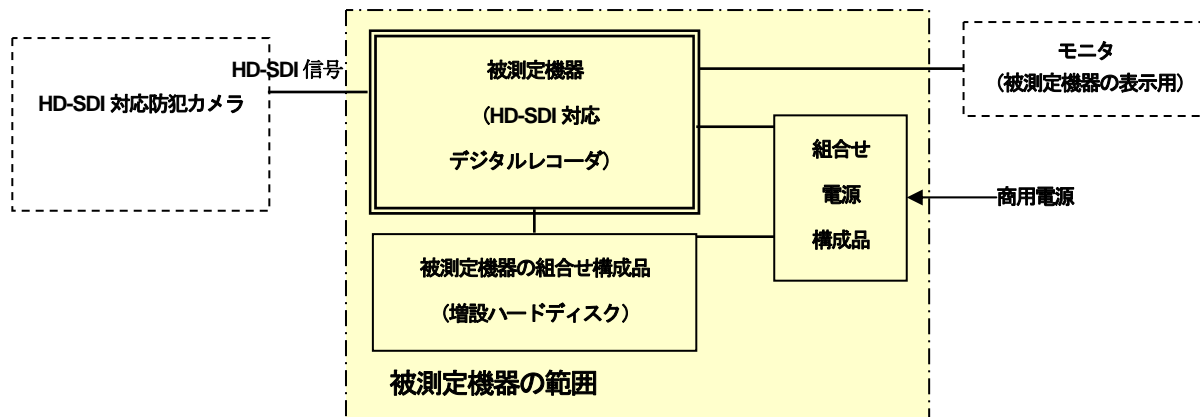 HD-SDI 対応防犯カメラ
HD-SDI 信号
被測定機器
(HD-SDI 対応
デジタルレコーダ)
モニタ
(被測定機器の表示用)
組合せ
電源
構成品
商用電源
被測定機器の組合せ構成品
(増設ハードディスク)
被測定機器の範囲